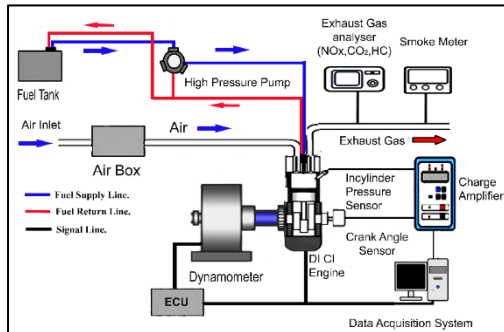 Exhaust Gas
analyser
(NOx,CO₂,HC)
Smoke Meter
Fuel Tank
High Pressure Pump
Air Inlet
Air
Exhaust Gas
Air Box
Fuel Supply Line.
Fuel Return Line.
Signal Line.
Incylinder
Pressure
Sensor
Charge
Amplifier
Crank Angle
Sensor
DI CI
Engine
Dynamometer
ECU
Data Acquisition System